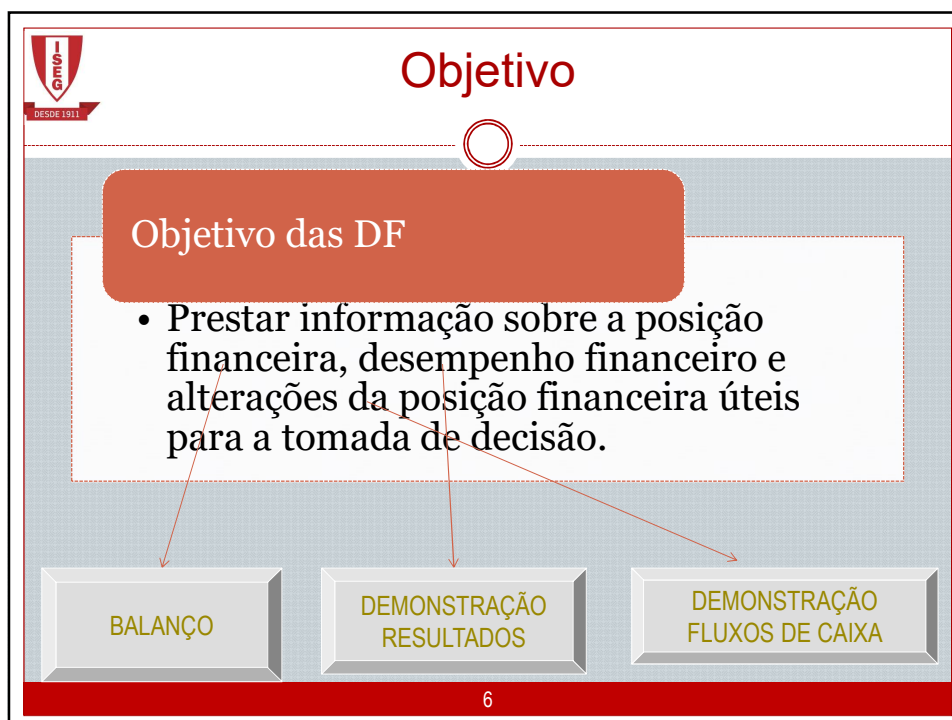 ISEG
DESDE 1911
Objetivo
Objetivo das DF
• Prestar informação sobre a posição
financeira, desempenho financeiro e
alterações da posição financeira úteis
para a tomada de decisão.
BALANÇO
DEMONSTRAÇÃO
RESULTADOS
DEMONSTRAÇÃO
FLUXOS DE CAIXA
6